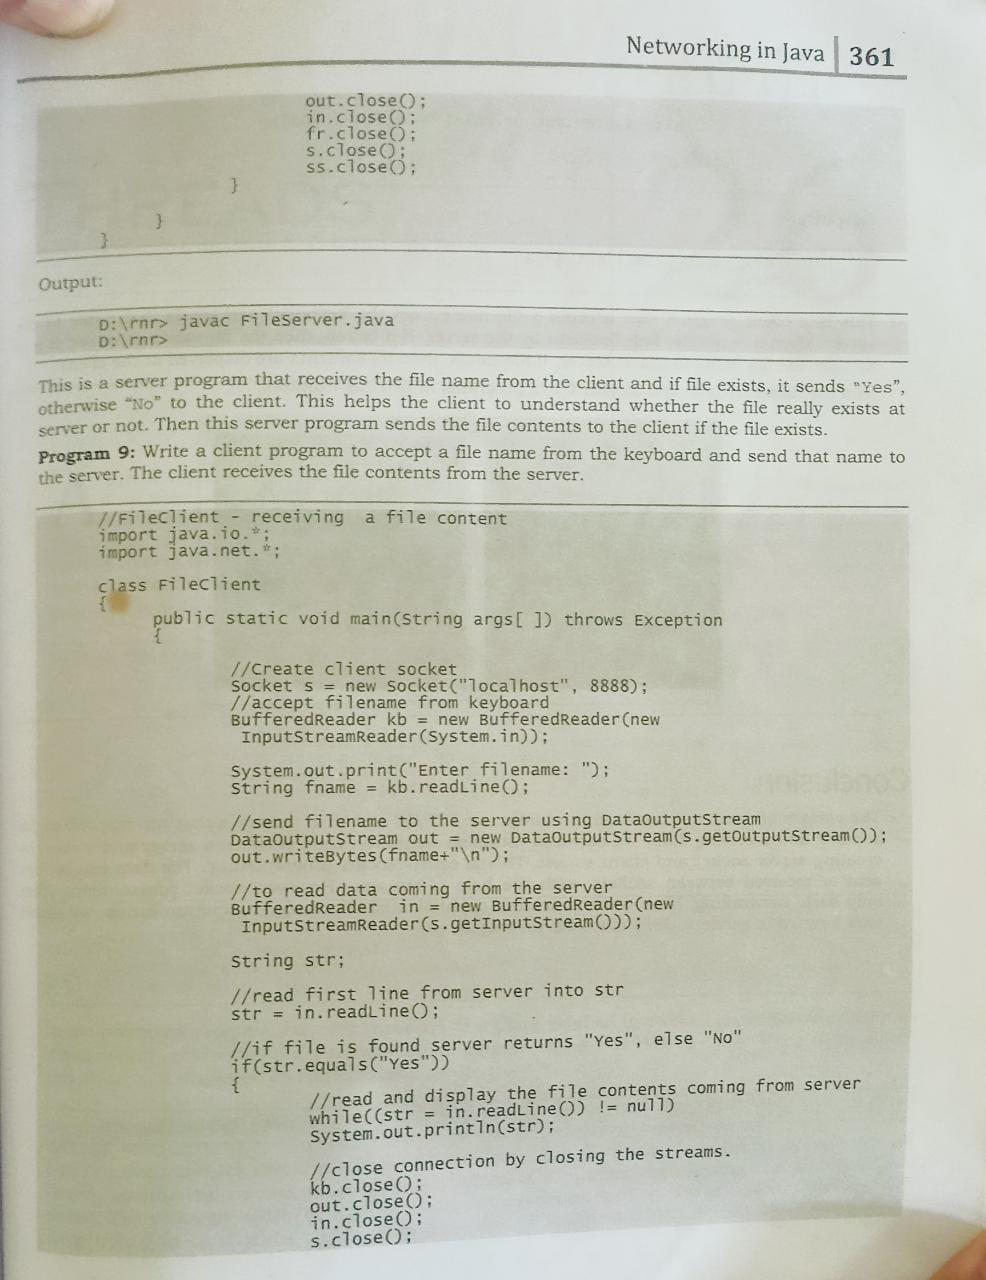 Networking in Java 361
out.close();
in.close();
fr.close();
s.close();
ss.close();
}
}
}
Output:
D:\rnr> javac FileServer.java
D:\rnr>
This is a server program that receives the file name from the client and if file exists, it sends "Yes",
otherwise "No" to the client. This helps the client to understand whether the file really exists at
server or not. Then this server program sends the file contents to the client if the file exists.
Program 9: Write a client program to accept a file name from the keyboard and send that name to
the server. The client receives the file contents from the server.
//FileClient - receiving a file content
import java.io.*;
import java.net.*;
class FileClient
{
public static void main(String args[ ]) throws Exception
{
//Create client socket
Socket s = new Socket("localhost", 8888);
//accept filename from keyboard
BufferedReader kb = new BufferedReader(new
InputStreamReader(System.in));
System.out.print("Enter filename: ");
String fname = kb.readLine();
//send filename to the server using DataOutputStream
DataOutputStream out = new DataOutputStream(s.getOutputStream());
out.writeBytes(fname+"\n");
//to read data coming from the server
BufferedReader in = new BufferedReader(new
InputStreamReader(s.getInputStream()));
String str;
//read first line from server into str
str = in.readLine();
//if file is found server returns "Yes", else "No"
if(str.equals("Yes"))
{
//read and display the file contents coming from server
while((str = in.readLine()) != null)
System.out.println(str);
//close connection by closing the streams.
kb.close();
out.close();
in.close();
s.close();